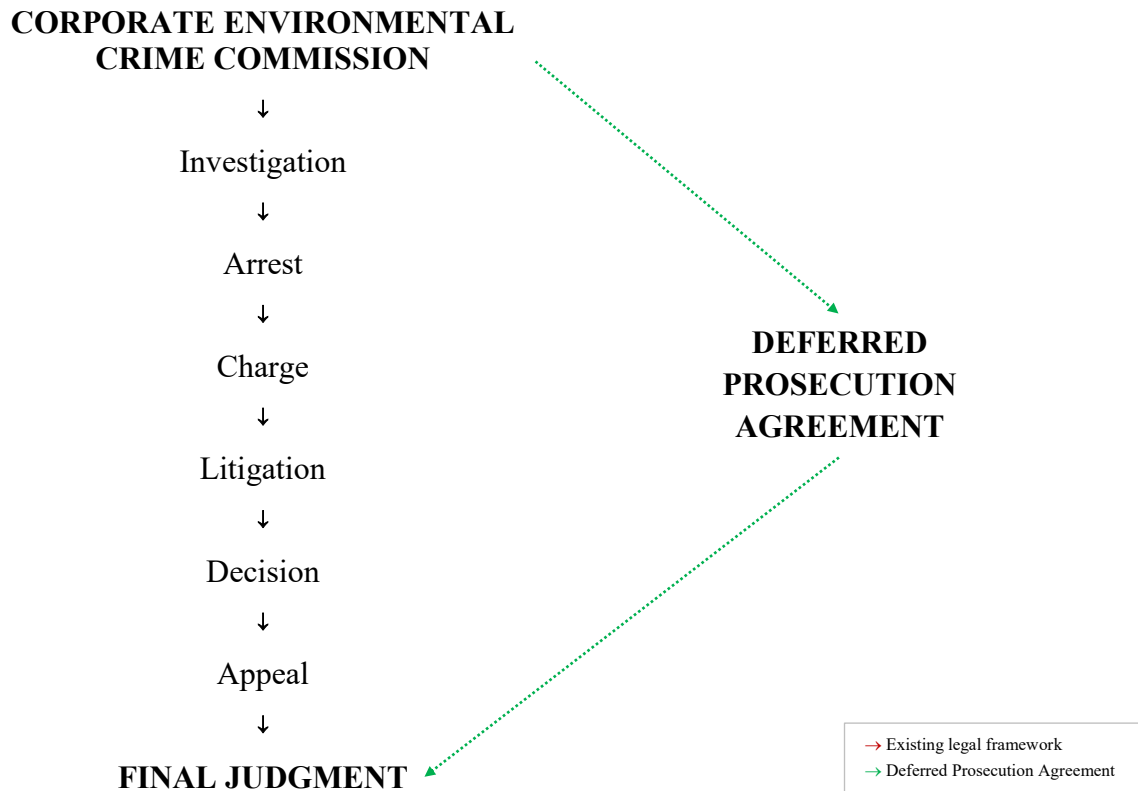 CORPORATE ENVIRONMENTAL
CRIME COMMISSION
↓
Investigation
↓
Arrest
↓
Charge
↓
Litigation
↓
Decision
↓
Appeal
↓
FINAL JUDGMENT
DEFERRED
PROSECUTION
AGREEMENT
→ Existing legal framework
→ Deferred Prosecution Agreement